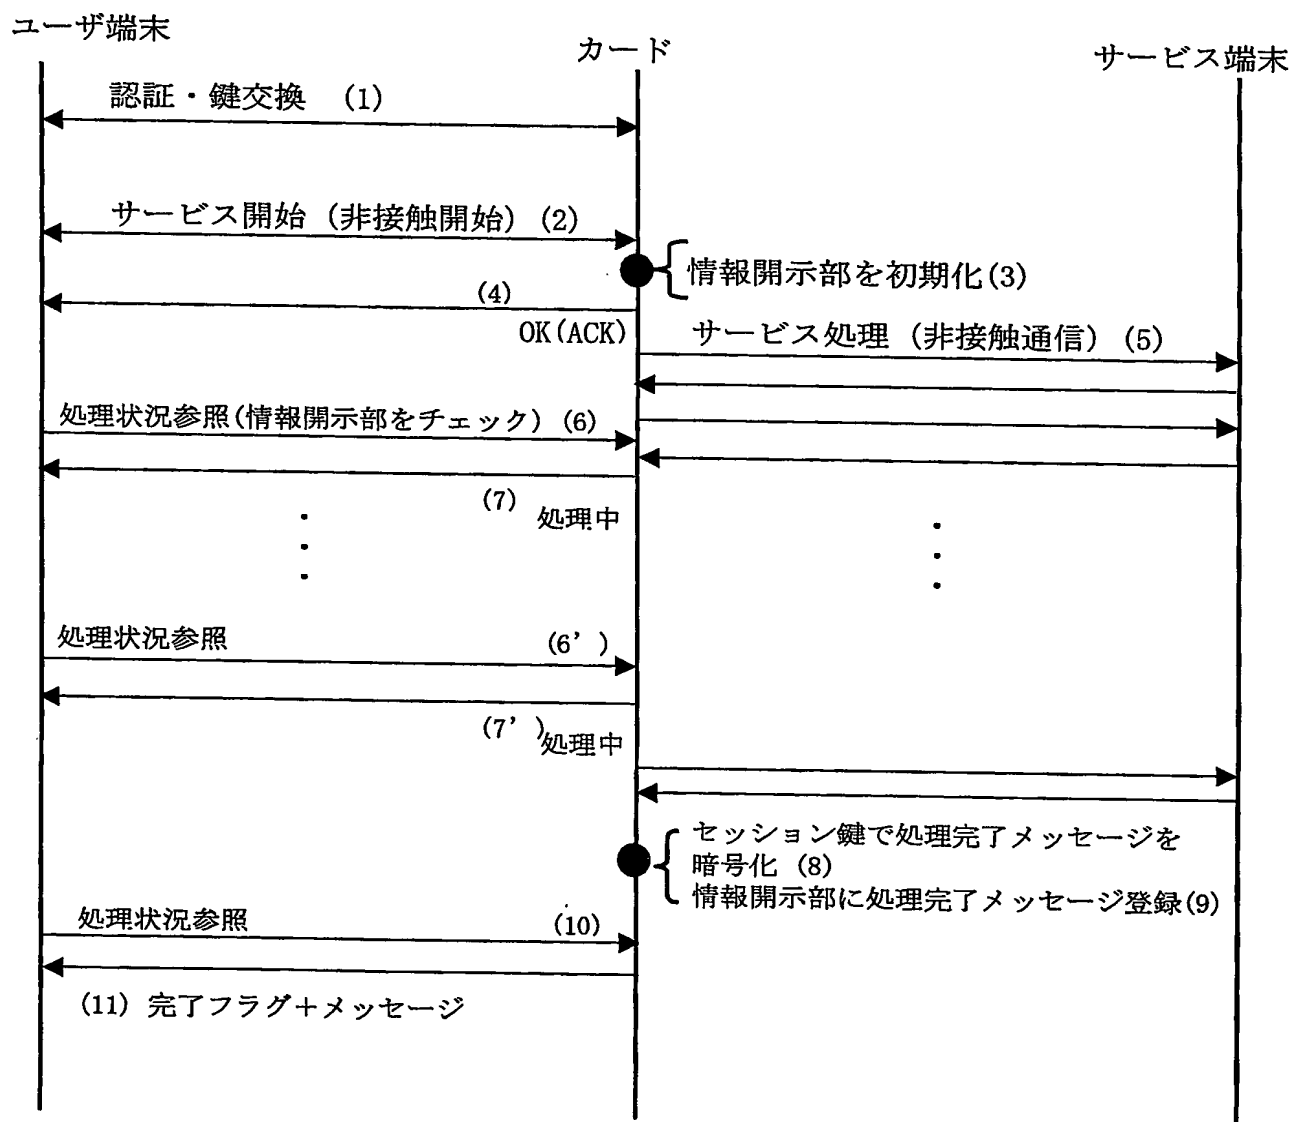 ユーザ端末
カード
サービス端末
認証・鍵交換 (1)
サービス開始（非接触開始）(2)
情報開示部を初期化(3)
(4)
OK(ACK)
サービス処理（非接触通信）(5)
処理状況参照(情報開示部をチェック) (6)
(7)
処理中
処理状況参照 (6’)
(7’)
処理中
セッション鍵で処理完了メッセージを
暗号化 (8)
情報開示部に処理完了メッセージ登録(9)
処理状況参照 (10)
(11) 完了フラグ＋メッセージ